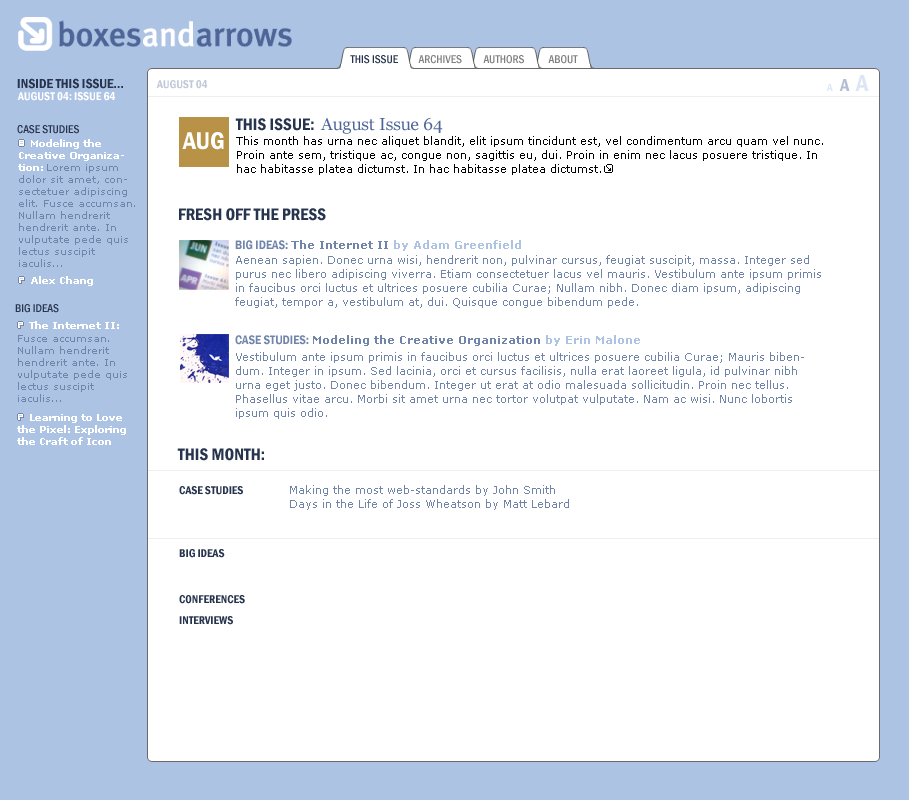 boxesandarrows
THIS ISSUE
ARCHIVES
AUTHORS
ABOUT
INSIDE THIS ISSUE...
AUGUST 04: ISSUE 64
CASE STUDIES
Modeling the
Creative Organiza-
tion: Lorem ipsum
dolor sit amet, con-
sectetuer adipiscing
elit. Fusce accumsan.
Nullam hendrerit
hendrerit ante. In
vulputate pede quis
lectus suscipit
iaculis...
Alex Chang
BIG IDEAS
The Internet II:
Fusce accumsan.
Nullam hendrerit
hendrerit ante. In
vulputate pede quis
lectus suscipit
iaculis...
Learning to Love
the Pixel: Exploring
the Craft of Icon
AUGUST 04
A A A
AUG
THIS ISSUE: August Issue 64
This month has urna nec aliquet blandit, elit ipsum tincidunt est, vel condimentum arcu quam vel nunc.
Proin ante sem, tristique ac, congue non, sagittis eu, dui. Proin in enim nec lacus posuere tristique. In
hac habitasse platea dictumst. In hac habitasse platea dictumst.
FRESH OFF THE PRESS
JUN
APR
BIG IDEAS: The Internet II by Adam Greenfield
Aenean sapien. Donec urna wisi, hendrerit non, pulvinar cursus, feugiat suscipit, massa. Integer sed
purus nec libero adipiscing viverra. Etiam consectetuer lacus vel mauris. Vestibulum ante ipsum primis
in faucibus orci luctus et ultrices posuere cubilia Curae; Nullam nibh. Donec diam ipsum, adipiscing
feugiat, tempor a, vestibulum at, dui. Quisque congue bibendum pede.
CASE STUDIES: Modeling the Creative Organization by Erin Malone
Vestibulum ante ipsum primis in faucibus orci luctus et ultrices posuere cubilia Curae; Mauris biben-
dum. Integer in ipsum. Sed lacinia, orci et cursus facilisis, nulla erat laoreet ligula, id pulvinar nibh
urna eget justo. Donec bibendum. Integer ut erat at odio malesuada sollicitudin. Proin nec tellus.
Phasellus vitae arcu. Morbi sit amet urna nec tortor volutpat vulputate. Nam ac wisi. Nunc lobortis
ipsum quis odio.
THIS MONTH:
CASE STUDIES
Making the most web-standards by John Smith
Days in the Life of Joss Wheatson by Matt Lebard
BIG IDEAS
CONFERENCES
INTERVIEWS